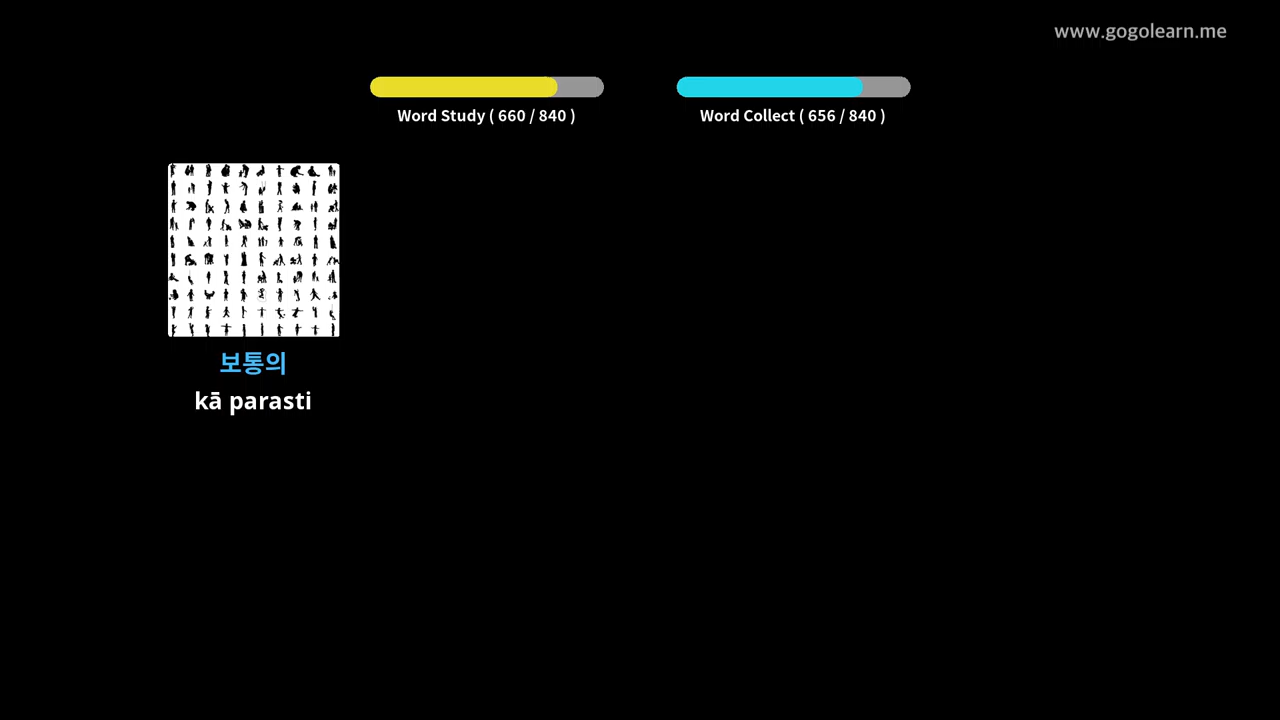 www.gogolearn.me
Word Study ( 660 / 840 )
Word Collect ( 656 / 840 )
보통의
kā parasti